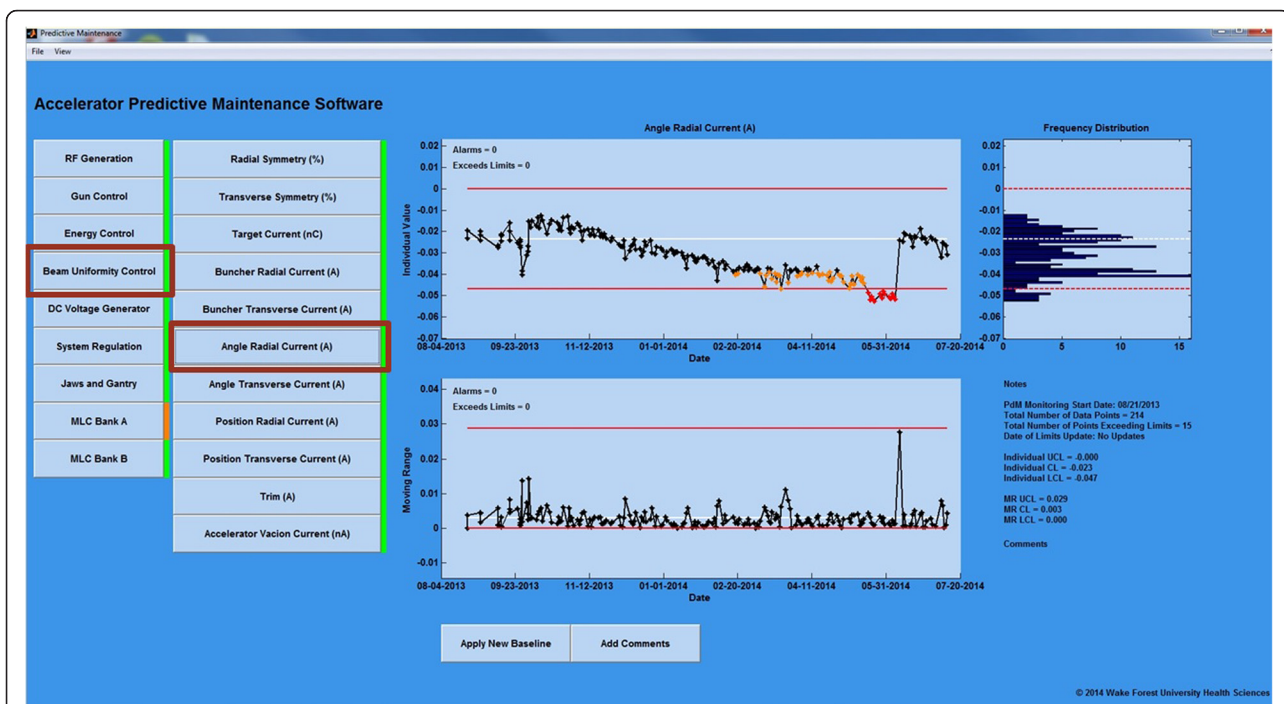 Predictive Maintenance
File View
Accelerator Predictive Maintenance Software
RF Generation
Gun Control
Energy Control
Beam Uniformity Control
DC Voltage Generator
System Regulation
Jaws and Gantry
MLC Bank A
MLC Bank B
Radial Symmetry (%)
Transverse Symmetry (%)
Target Current (nC)
Buncher Radial Current (A)
Buncher Transverse Current (A)
Angle Radial Current (A)
Angle Transverse Current (A)
Position Radial Current (A)
Position Transverse Current (A)
Trim (A)
Accelerator Vacion Current (nA)
Angle Radial Current (A)
Alarms = 0
Exceeds Limits = 0
Individual Value
0.02
0.01
0
-0.01
-0.02
-0.03
-0.04
-0.05
-0.06
-0.07
08-04-2013 09-23-2013 11-12-2013 01-01-2014 02-20-2014 04-11-2014 05-31-2014 07-20-2014
Date
Frequency Distribution
0.02
0.01
0
-0.01
-0.02
-0.03
-0.04
-0.05
-0.06
-0.07
0 5 10 15
Alarms = 0
Exceeds Limits = 0
Moving Range
0.04
0.03
0.02
0.01
0
-0.01
08-04-2013 09-23-2013 11-12-2013 01-01-2014 02-20-2014 04-11-2014 05-31-2014 07-20-2014
Date
Notes
PdM Monitoring Start Date: 08/21/2013
Total Number of Data Points = 214
Total Number of Points Exceeding Limits = 15
Date of Limits Update: No Updates
Individual UCL = -0.000
Individual CL = -0.023
Individual LCL = -0.047
MR UCL = 0.029
MR CL = 0.003
MR LCL = 0.000
Comments
Apply New Baseline
Add Comments
© 2014 Wake Forest University Health Sciences